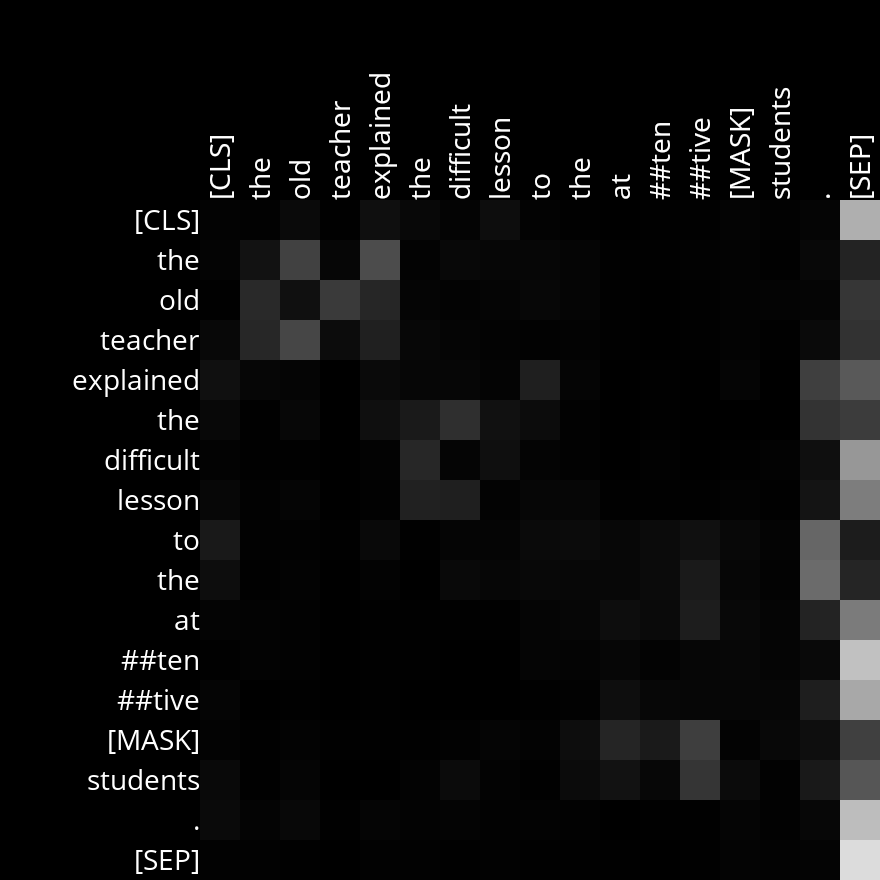 [CLS] the old teacher explained the difficult lesson to the at ##ten ##tive [MASK] students . [SEP]
[CLS]
the
old
teacher
explained
the
difficult
lesson
to
the
at
##ten
##tive
[MASK]
students
.
[SEP]